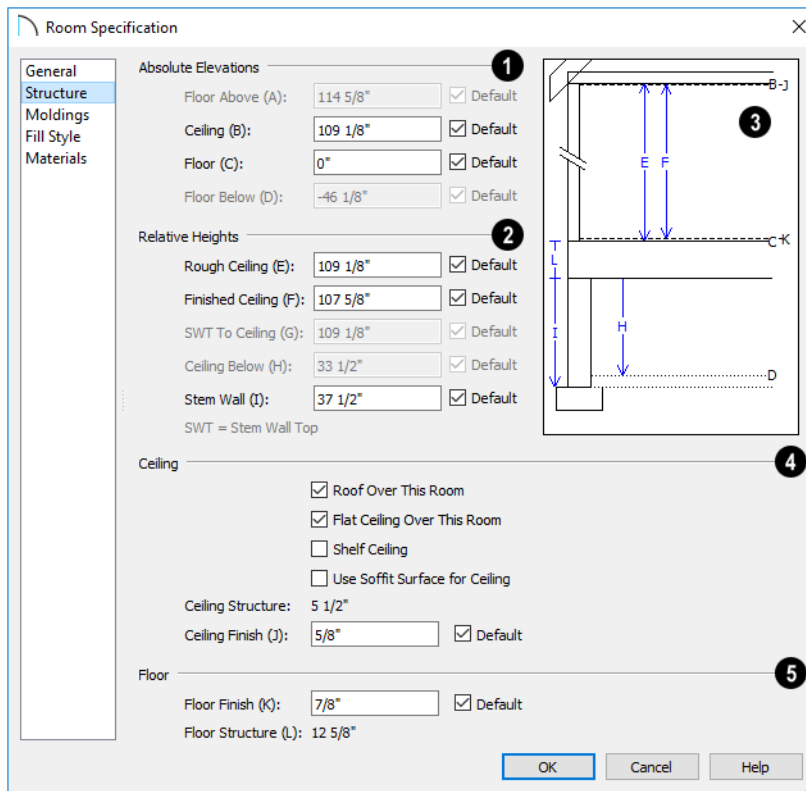 Room Specification
General
Structure
Moldings
Fill Style
Materials
Absolute Elevations 1
Floor Above (A): 114 5/8" Default
Ceiling (B): 109 1/8" Default
Floor (C): 0" Default
Floor Below (D): -46 1/8" Default
Relative Heights 2
Rough Ceiling (E): 109 1/8" Default
Finished Ceiling (F): 107 5/8" Default
SWT To Ceiling (G): 109 1/8" Default
Ceiling Below (H): 33 1/2" Default
Stem Wall (I): 37 1/2" Default
SWT = Stem Wall Top
3
B-J
E F
C-K
L
H
I
D
Ceiling 4
Roof Over This Room
Flat Ceiling Over This Room
Shelf Ceiling
Use Soffit Surface for Ceiling
Ceiling Structure: 5 1/2"
Ceiling Finish (J): 5/8" Default
Floor 5
Floor Finish (K): 7/8" Default
Floor Structure (L): 12 5/8"
OK Cancel Help